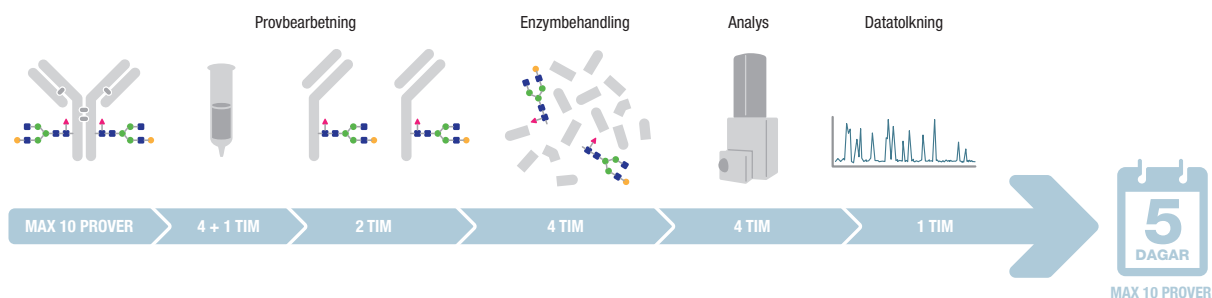 Provbearbetning
Enzymbehandling
Analys
Datatolkning
MAX 10 PROVER
4 + 1 TIM
2 TIM
4 TIM
4 TIM
1 TIM
5
DAGAR
MAX 10 PROVER